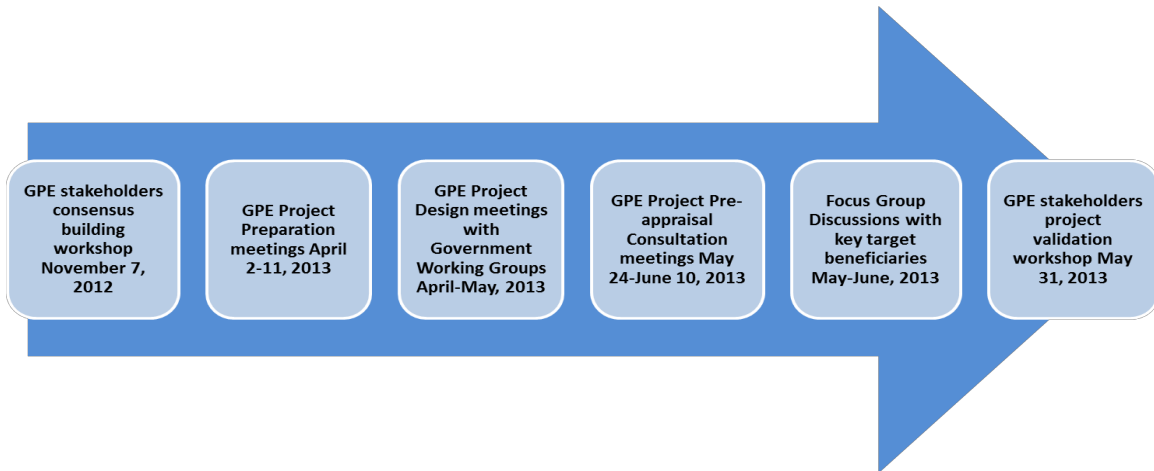 GPE stakeholders
consensus
building
workshop
November 7,
2012
GPE Project
Preparation
meetings April
2-11, 2013
GPE Project
Design meetings
with
Government
Working Groups
April-May, 2013
GPE Project Pre-
appraisal
Consultation
meetings May
24-June 10, 2013
Focus Group
Discussions with
key target
beneficiaries
May-June, 2013
GPE stakeholders
project
validation
workshop May
31, 2013